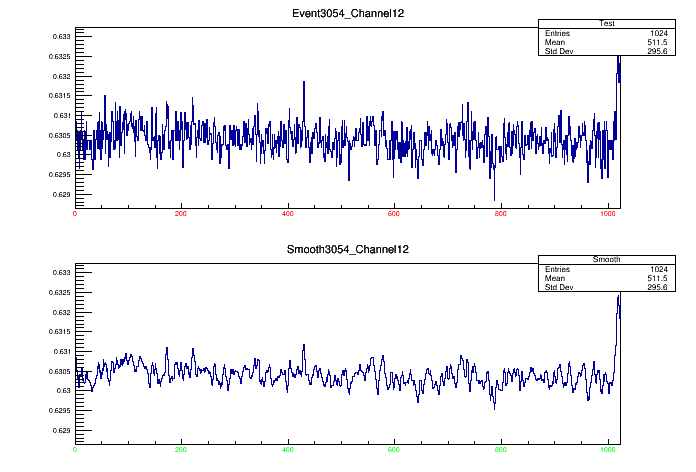 Event3054_Channel12
Test
Entries 1024
Mean 511.5
Std Dev 295.6
0.633
0.6325
0.632
0.6315
0.631
0.6305
0.63
0.6295
0.629
0 200 400 600 800 1000
Smooth3054_Channel12
Smooth
Entries 1024
Mean 511.5
Std Dev 295.6
0.633
0.6325
0.632
0.6315
0.631
0.6305
0.63
0.6295
0.629
0 200 400 600 800 1000